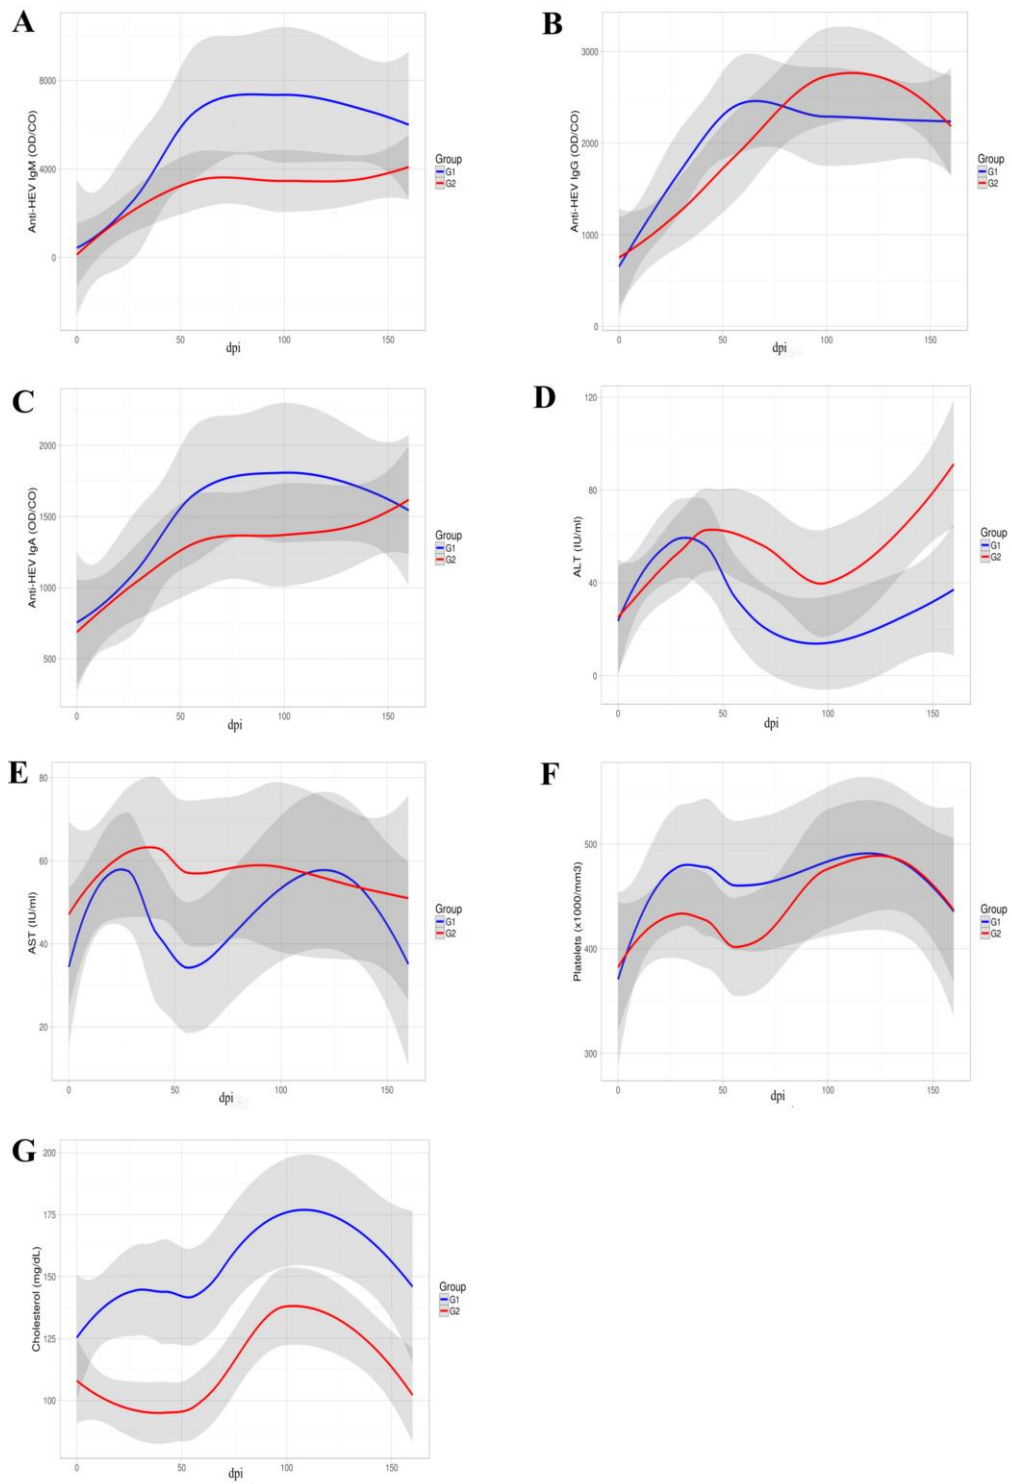 A
Anti-HEV IgM (OD/CO)
8000
4000
0
0 50 100 150
dpi
Group
G1
G2
B
Anti-HEV IgG (OD/CO)
3000
2000
1000
0
0 50 100 150
dpi
Group
G1
G2
C
Anti-HEV IgA (OD/CO)
2000
1500
1000
500
0 50 100 150
dpi
Group
G1
G2
D
ALT (IU/ml)
120
80
40
0
0 50 100 150
dpi
Group
G1
G2
E
AST (IU/ml)
80
60
40
20
0 50 100 150
dpi
Group
G1
G2
F
Platelets (x1000/mm3)
500
400
300
0 50 100 150
dpi
Group
G1
G2
G
Cholesterol (mg/dL)
200
175
150
125
100
0 50 100 150
dpi
Group
G1
G2